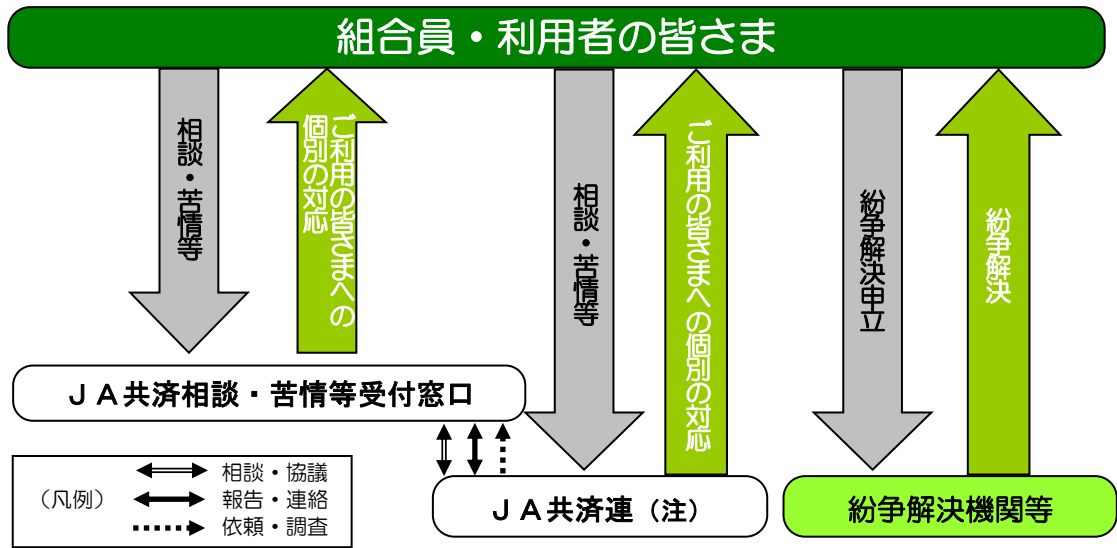 組合員・利用者の皆さま
相談・苦情等
ご利用の皆さまへの
個別の対応
相談・苦情等
ご利用の皆さまへの個別の対応
紛争解決申立
紛争解決
ＪＡ共済相談・苦情等受付窓口
（凡例）
相談・協議
報告・連絡
依頼・調査
ＪＡ共済連（注）
紛争解決機関等